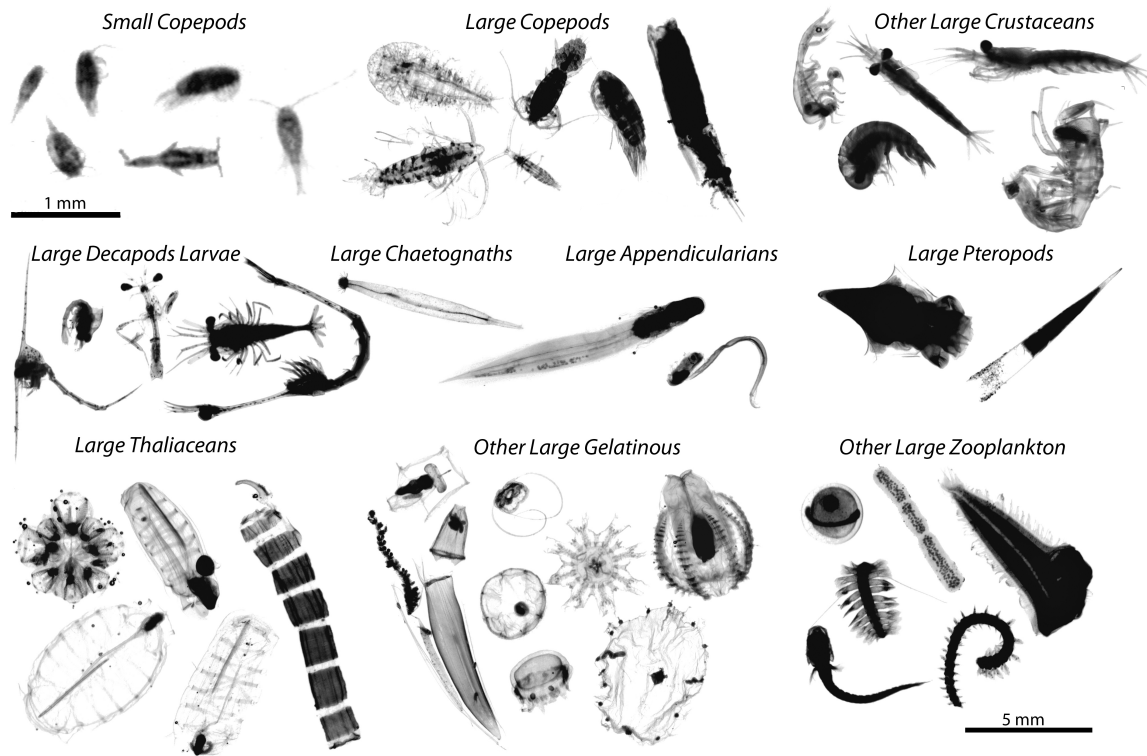 Small Copepods
Large Copepods
Other Large Crustaceans
1 mm
Large Decapods Larvae
Large Chaetognaths
Large Appendicularians
Large Pteropods
Large Thaliaceans
Other Large Gelatinous
Other Large Zooplankton
5 mm